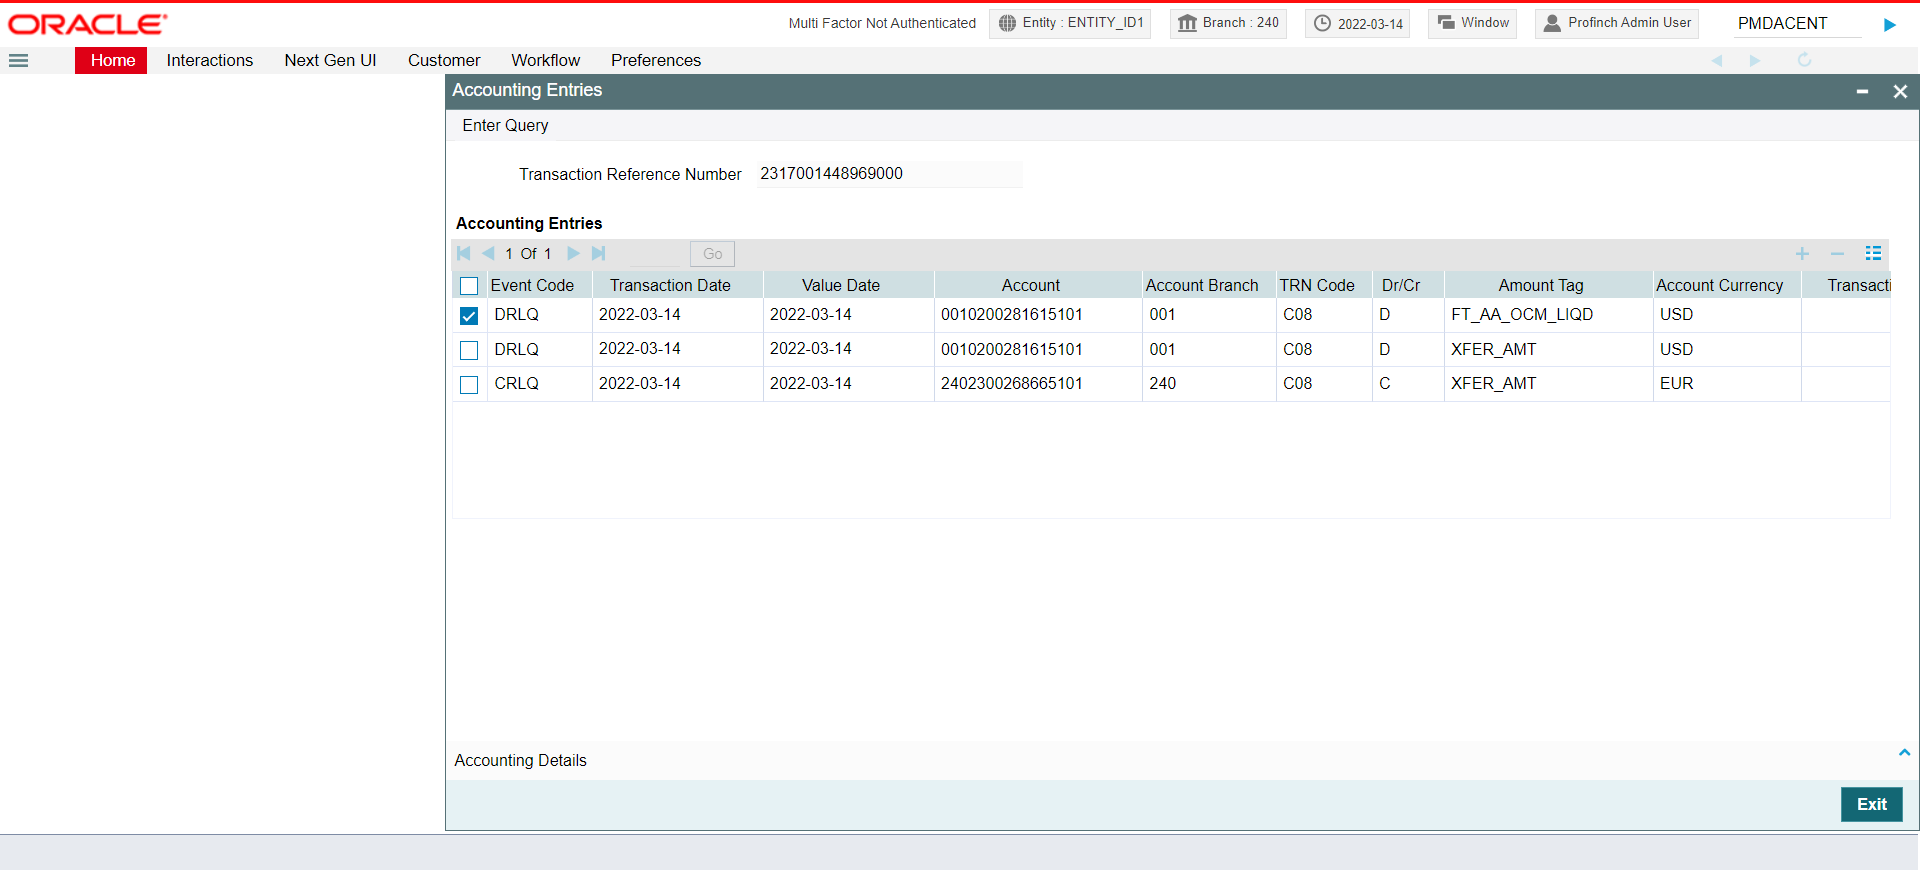 ORACLE
Multi Factor Not Authenticated Entity : ENTITY_ID1 Branch : 240 2022-03-14 Window Profinch Admin User PMDACENT
Home Interactions Next Gen UI Customer Workflow Preferences
Accounting Entries
Enter Query
Transaction Reference Number 2317001448969000
Accounting Entries
1 Of 1 Go
Event Code Transaction Date Value Date Account Account Branch TRN Code Dr/Cr Amount Tag Account Currency Transacti
DRLQ 2022-03-14 2022-03-14 0010200281615101 001 C08 D FT_AA_OCM_LIQD USD
DRLQ 2022-03-14 2022-03-14 0010200281615101 001 C08 D XFER_AMT USD
CRLQ 2022-03-14 2022-03-14 2402300268665101 240 C08 C XFER_AMT EUR
Accounting Details
Exit